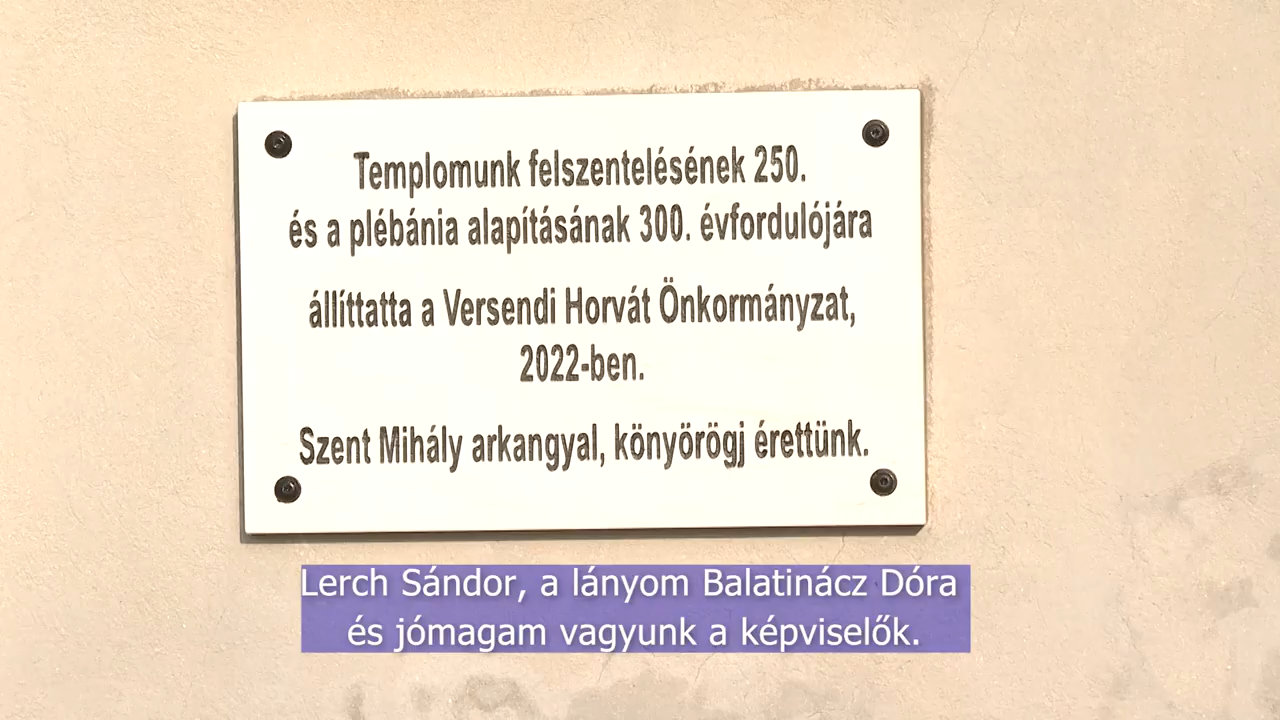 Templomunk felszentelésének 250.
és a plébánia alapításának 300. évfordulójára
állíttatta a Versendi Horvát Önkormányzat,
2022-ben.
Szent Mihály arkangyal, könyörögj érettünk.
Lerch Sándor, a lányom Balatinácz Dóra
és jómagam vagyunk a képviselők.